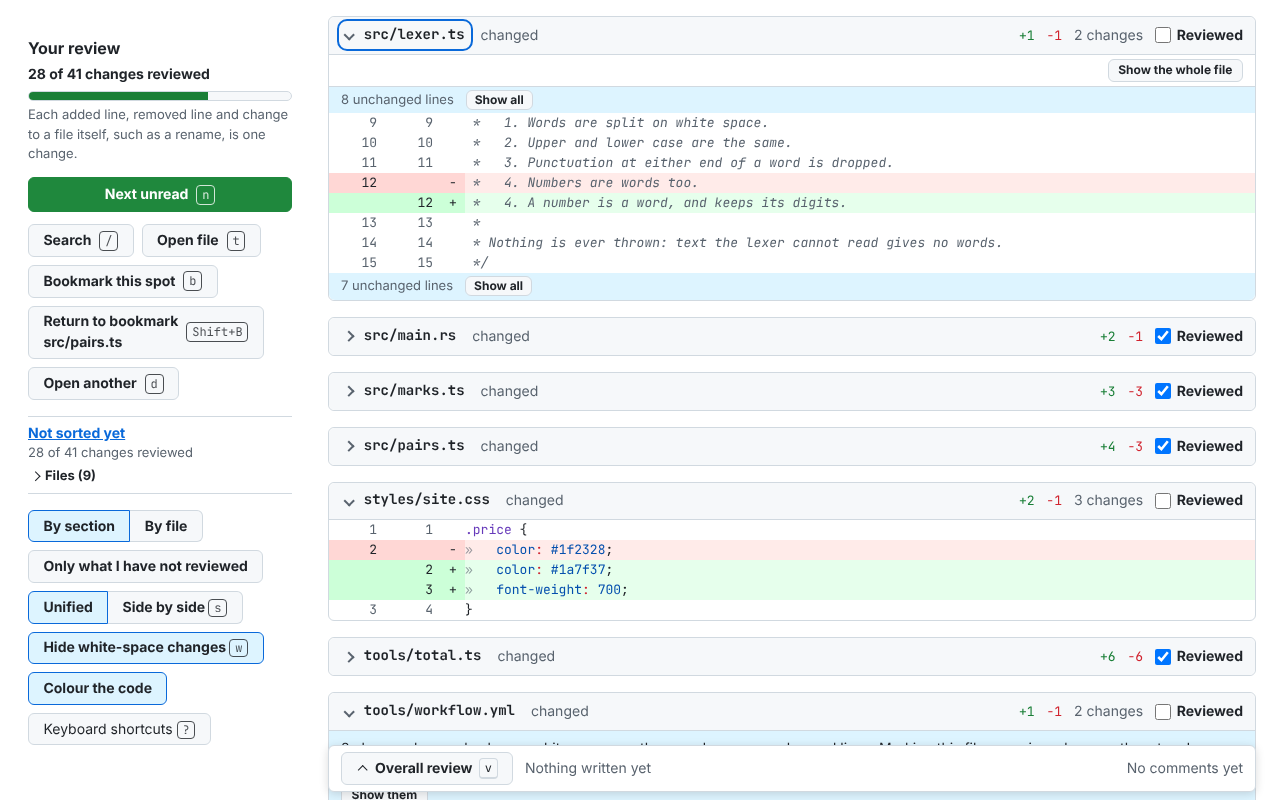 Your review
28 of 41 changes reviewed
Each added line, removed line and change
to a file itself, such as a rename, is one
change.
Next unread n
Search / Open file t
Bookmark this spot b
Return to bookmark
src/pairs.ts Shift+B
Open another d
Not sorted yet
28 of 41 changes reviewed
Files (9)
By section By file
Only what I have not reviewed
Unified Side by side s
Hide white-space changes w
Colour the code
Keyboard shortcuts ?
src/lexer.ts changed +1 -1 2 changes Reviewed
Show the whole file
8 unchanged lines Show all
9 9 *   1. Words are split on white space.
10 10 *   2. Upper and lower case are the same.
11 11 *   3. Punctuation at either end of a word is dropped.
12 - *   4. Numbers are words too.
12 + *   4. A number is a word, and keeps its digits.
13 13 *
14 14 * Nothing is ever thrown: text the lexer cannot read gives no words.
15 15 */
7 unchanged lines Show all
src/main.rs changed +2 -1 Reviewed
src/marks.ts changed +3 -3 Reviewed
src/pairs.ts changed +4 -3 Reviewed
styles/site.css changed +2 -1 3 changes Reviewed
1 1 .price {
2 - » color: #1f2328;
2 + » color: #1a7f37;
3 + » font-weight: 700;
3 4 }
tools/total.ts changed +6 -6 Reviewed
tools/workflow.yml changed +1 -1 2 changes Reviewed
Overall review v Nothing written yet No comments yet
Show them